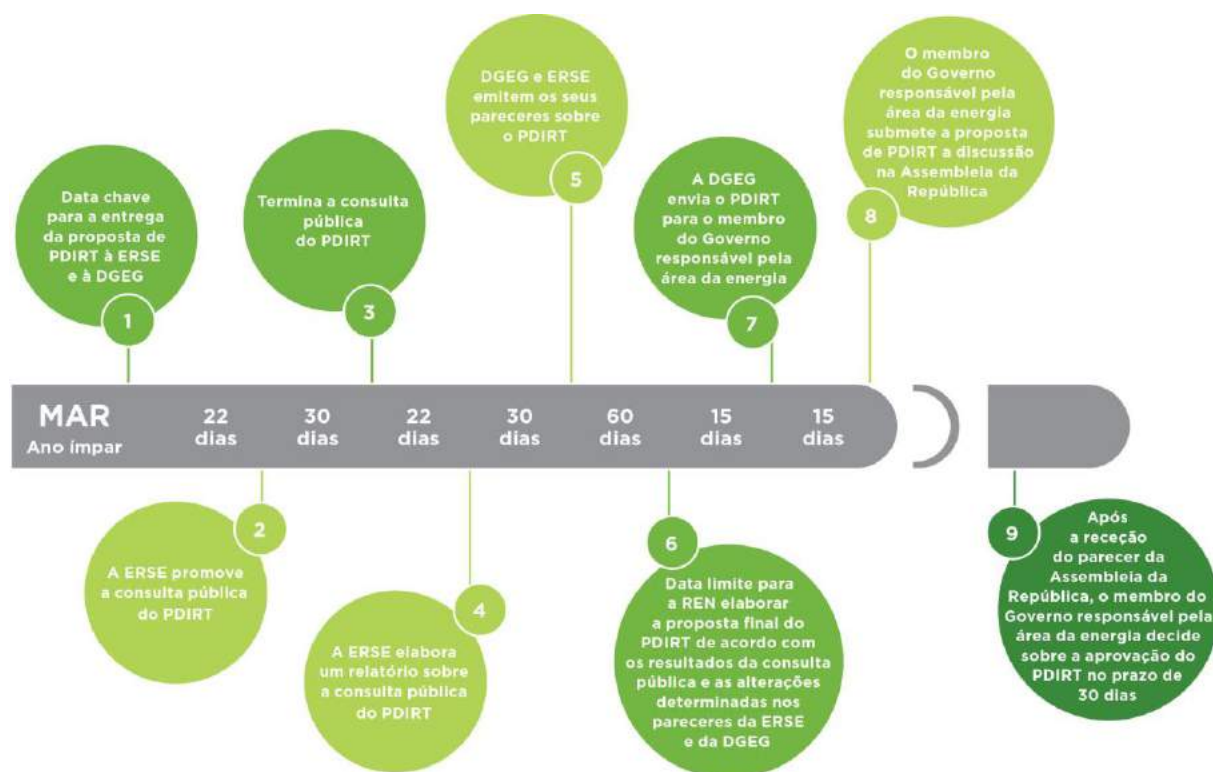 Data chave
para a entrega
da proposta de
PDIRT à ERSE
e à DGEG
1
Termina a consulta
pública
do PDIRT
3
DGEG e ERSE
emitem os seus
pareceres sobre
o PDIRT
5
A DGEG
envia o PDIRT
para o membro
do Governo
responsável pela
área da energia
7
O membro
do Governo
responsável pela
área da energia
submete a proposta
de PDIRT a discussão
na Assembleia da
República
8
MAR
Ano ímpar
22
dias
30
dias
22
dias
30
dias
60
dias
15
dias
15
dias
2
A ERSE promove
a consulta pública
do PDIRT
4
A ERSE elabora
um relatório sobre
a consulta pública
do PDIRT
6
Data limite para
a REN elaborar
a proposta final do
PDIRT de acordo com
os resultados da consulta
pública e as alterações
determinadas nos
pareceres da ERSE
e da DGEG
9
Após
a receção
do parecer da
Assembleia da
República, o membro do
Governo responsável pela
área da energia decide
sobre a aprovação do
PDIRT no prazo de
30 dias